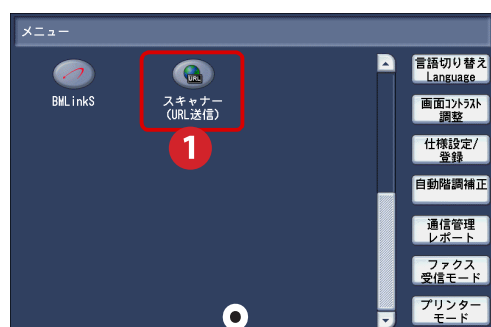 メニュー
BMLinkS
スキャナー
(URL送信)
URL
1
言語切り替え
Language
画面コントラスト
調整
仕様設定/
登録
自動階調補正
通信管理
レポート
ファクス
受信モード
プリンター
モード